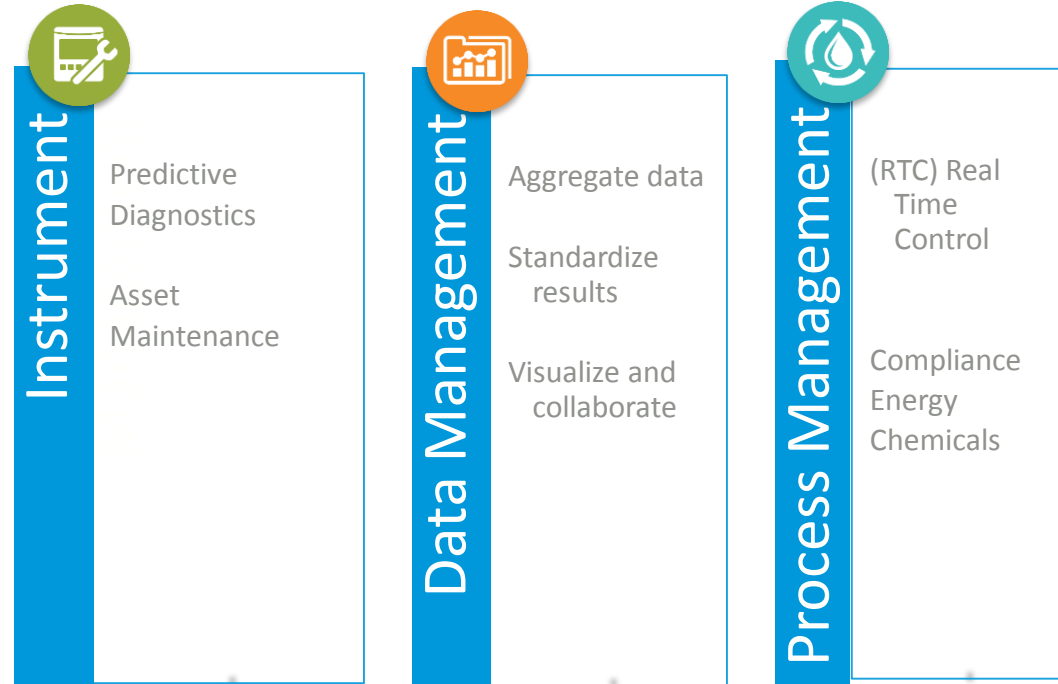 Instrument
Predictive
Diagnostics
Asset
Maintenance
Data Management
Aggregate data
Standardize
results
Visualize and
collaborate
Process Management
(RTC) Real
Time
Control
Compliance
Energy
Chemicals